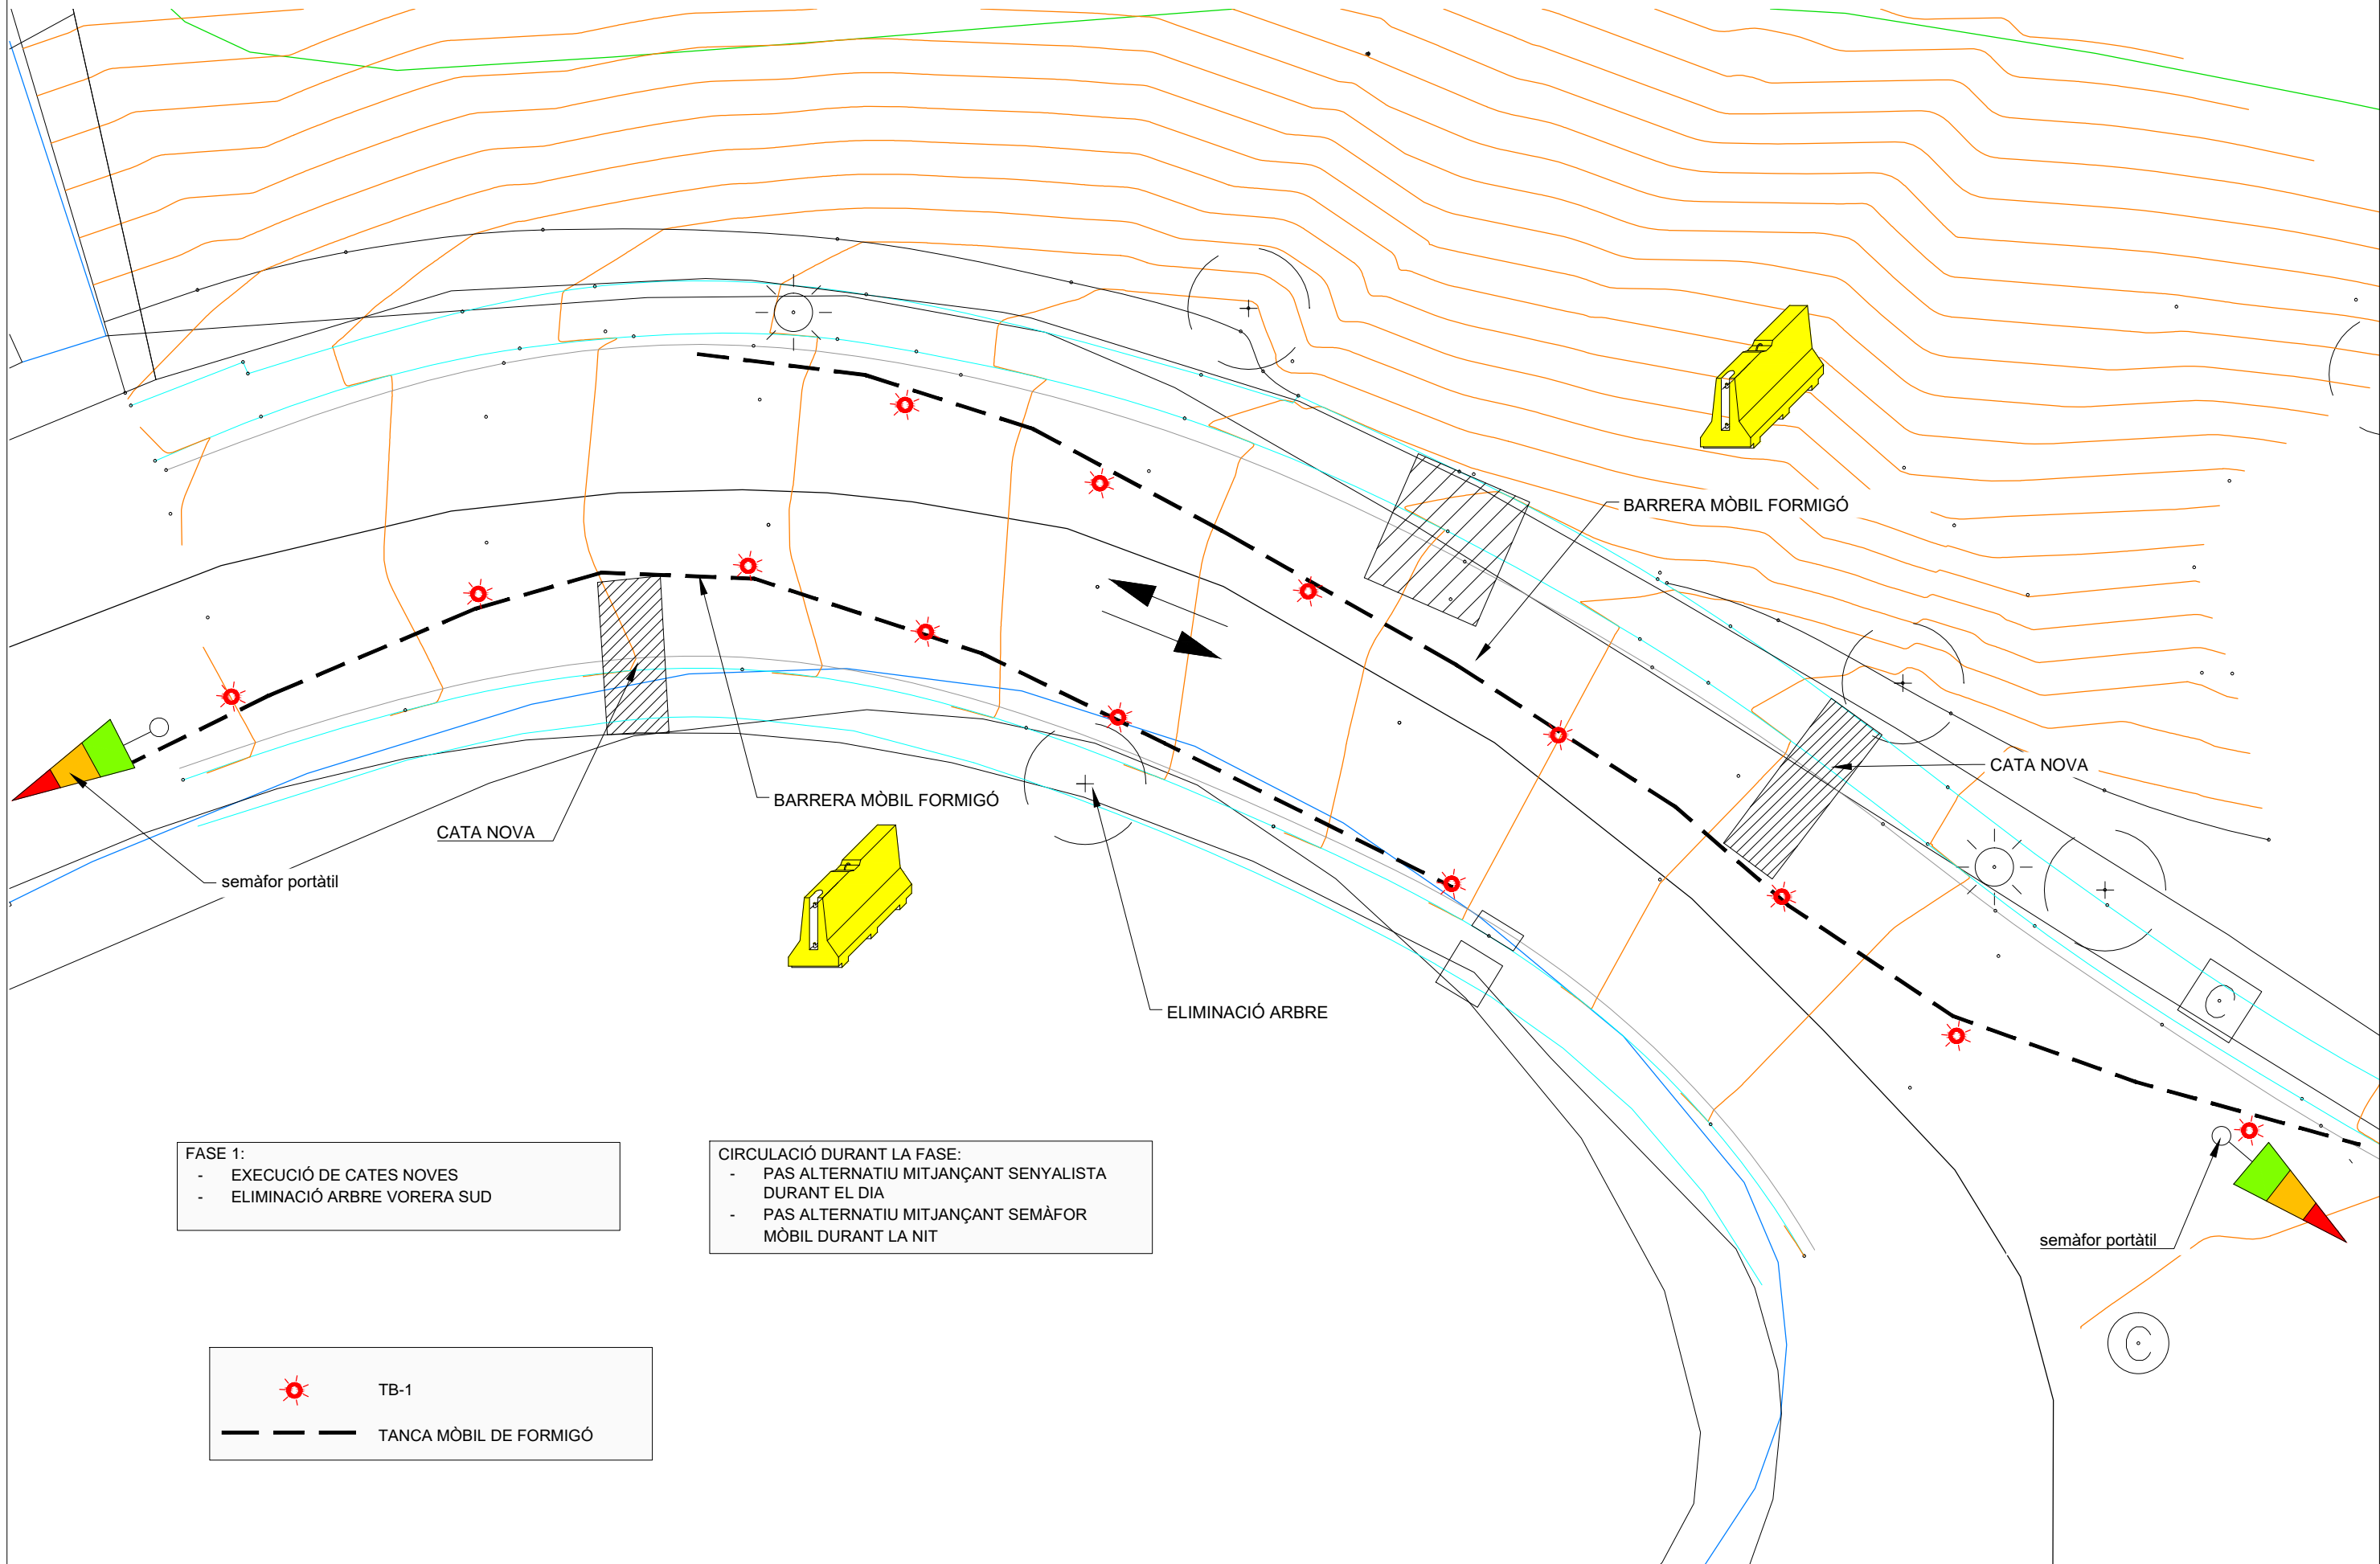 BARRERA MÒBIL FORMIGÓ
CATA NOVA
BARRERA MÒBIL FORMIGÓ
CATA NOVA
semàfor portàtil
ELIMINACIÓ ARBRE
C
FASE 1:
- EXECUCIÓ DE CATES NOVES
- ELIMINACIÓ ARBRE VORERA SUD
CIRCULACIÓ DURANT LA FASE:
- PAS ALTERNATIU MITJANÇANT SENYALISTA
DURANT EL DIA
- PAS ALTERNATIU MITJANÇANT SEMÀFOR
MÒBIL DURANT LA NIT
semàfor portàtil
C
TB-1
TANCA MÒBIL DE FORMIGÓ